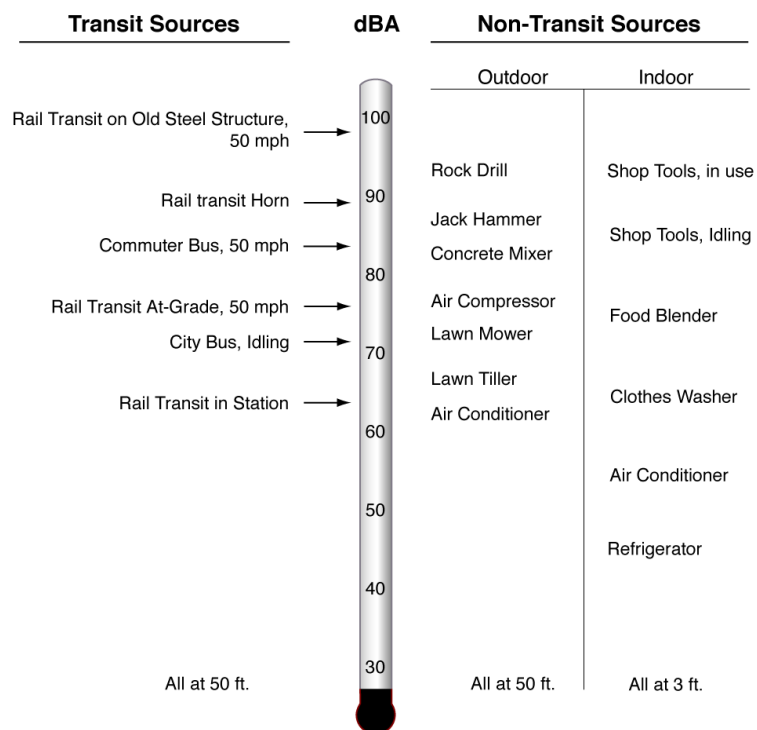 Transit Sources
dBA
Non-Transit Sources
Outdoor
Indoor
Rail Transit on Old Steel Structure,
50 mph
Rail transit Horn
Commuter Bus, 50 mph
Rail Transit At-Grade, 50 mph
City Bus, Idling
Rail Transit in Station
All at 50 ft.
100
90
80
70
60
50
40
30
Rock Drill
Jack Hammer
Concrete Mixer
Air Compressor
Lawn Mower
Lawn Tiller
Air Conditioner
All at 50 ft.
Shop Tools, in use
Shop Tools, Idling
Food Blender
Clothes Washer
Air Conditioner
Refrigerator
All at 3 ft.